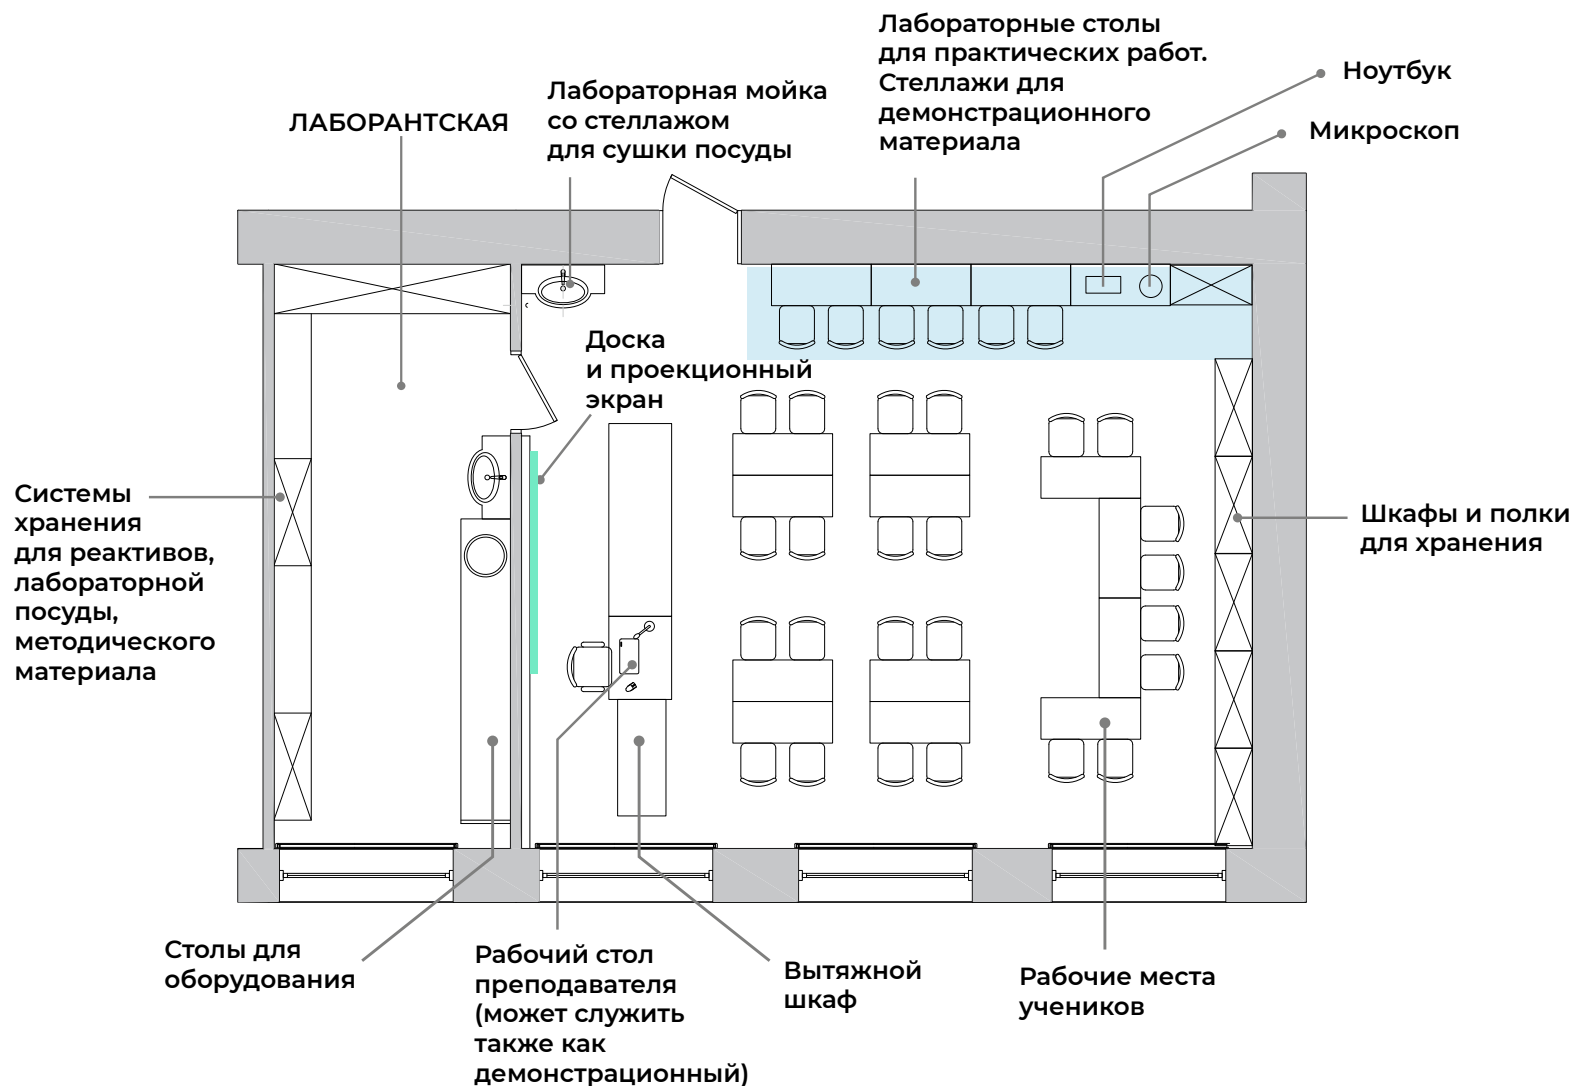 Лабораторные столы
для практических работ.
Стеллажи для
демонстрационного
материала
Ноутбук
Микроскоп
Лабораторная мойка
со стеллажом
для сушки посуды
ЛАБОРАНТСКАЯ
Доска
и проекционный
экран
Системы
хранения
для реактивов,
лабораторной
посуды,
методического
материала
Шкафы и полки
для хранения
Столы для
оборудования
Рабочий стол
преподавателя
(может служить
также как
демонстрационный)
Вытяжной
шкаф
Рабочие места
учеников